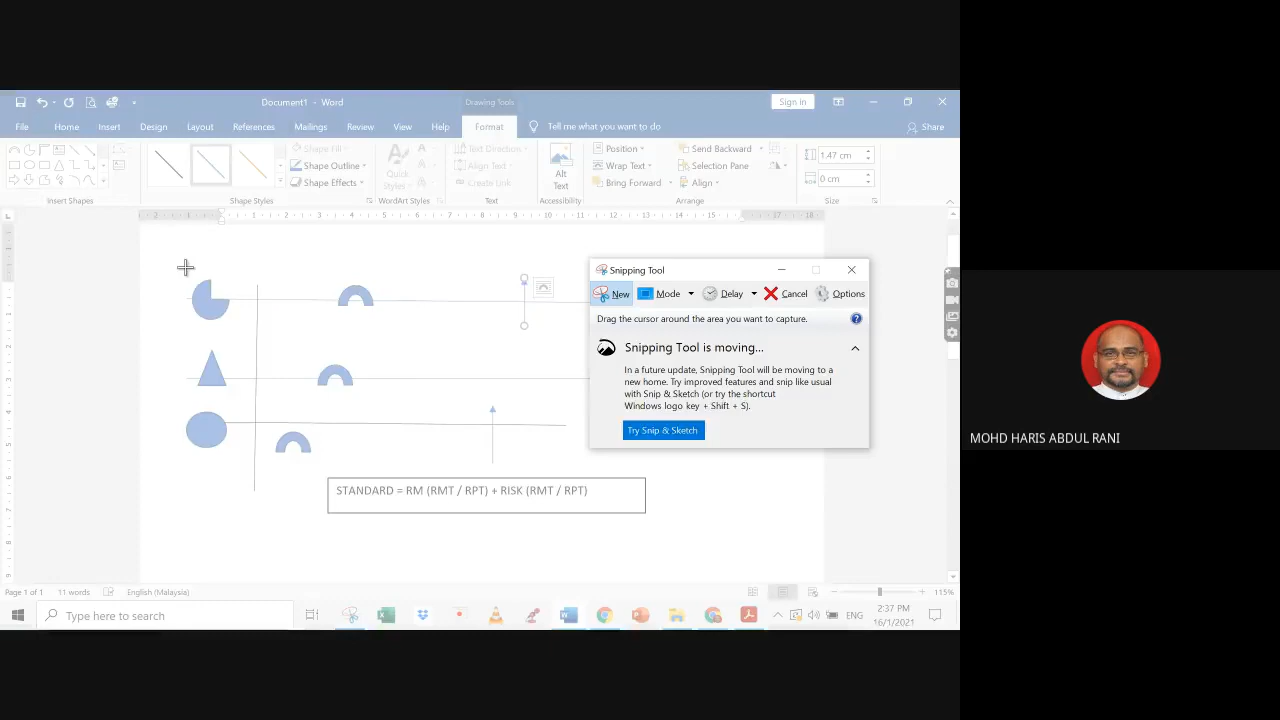 Document1 - Word
Drawing Tools
Sign in
File Home Insert Design Layout References Mailings Review View Help Format Tell me what you want to do Share
Shape Fill
Shape Outline
Shape Effects
Quick Styles
Text Direction
Align Text
Create Link
Alt Text
Position
Wrap Text
Bring Forward
Send Backward
Selection Pane
Align
1.47 cm
0 cm
Insert Shapes Shape Styles WordArt Styles Text Accessibility Arrange Size
Snipping Tool
New Mode Delay Cancel Options
Drag the cursor around the area you want to capture.
Snipping Tool is moving...
In a future update, Snipping Tool will be moving to a
new home. Try improved features and snip like usual
with Snip & Sketch (or try the shortcut
Windows logo key + Shift + S).
Try Snip & Sketch
STANDARD = RM (RMT / RPT) + RISK (RMT / RPT)
Page 1 of 1 11 words English (Malaysia) 115%
Type here to search
ENG
2:37 PM
16/1/2021
MOHD HARIS ABDUL RANI